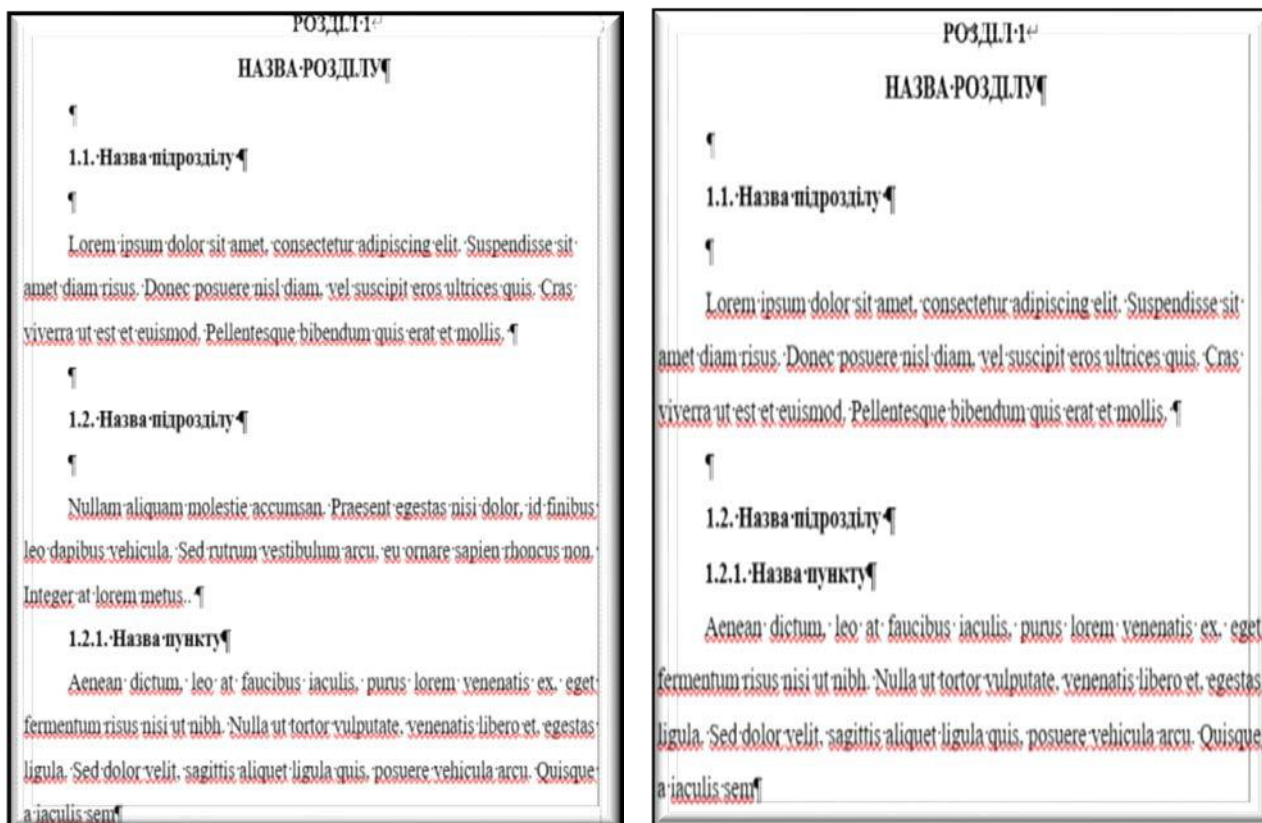 РОЗДІЛ 1
НАЗВА РОЗДІЛУ¶
¶
1.1. Назва підрозділу ¶
¶
Lorem ipsum dolor sit amet, consectetur adipiscing elit. Suspendisse sit
amet diam risus. Donec posuere nisl diam, vel suscipit eros ultrices quis. Cras
viverra ut est et euismod. Pellentesque bibendum quis erat et mollis. ¶
¶
1.2. Назва підрозділу ¶
¶
Nullam aliquam molestie accumsan. Praesent egestas nisi dolor, id finibus
leo dapibus vehicula. Sed rutrum vestibulum arcu, eu ornare sapien rhoncus non.
Integer at lorem metus.. ¶
1.2.1. Назва пункту¶
Aenean dictum, leo at faucibus iaculis, purus lorem venenatis ex, eget
fermentum risus nisi ut nibh. Nulla ut tortor vulputate, venenatis libero et, egestas
ligula. Sed dolor velit, sagittis aliquet ligula quis, posuere vehicula arcu. Quisque
a iaculis sem¶
РОЗДІЛ 1
НАЗВА РОЗДІЛУ¶
¶
1.1. Назва підрозділу ¶
¶
Lorem ipsum dolor sit amet, consectetur adipiscing elit. Suspendisse sit
amet diam risus. Donec posuere nisl diam, vel suscipit eros ultrices quis. Cras
viverra ut est et euismod. Pellentesque bibendum quis erat et mollis. ¶
¶
1.2. Назва підрозділу ¶
1.2.1. Назва пункту¶
Aenean dictum, leo at faucibus iaculis, purus lorem venenatis ex, eget
fermentum risus nisi ut nibh. Nulla ut tortor vulputate, venenatis libero et, egestas
ligula. Sed dolor velit, sagittis aliquet ligula quis, posuere vehicula arcu. Quisque
a iaculis sem¶